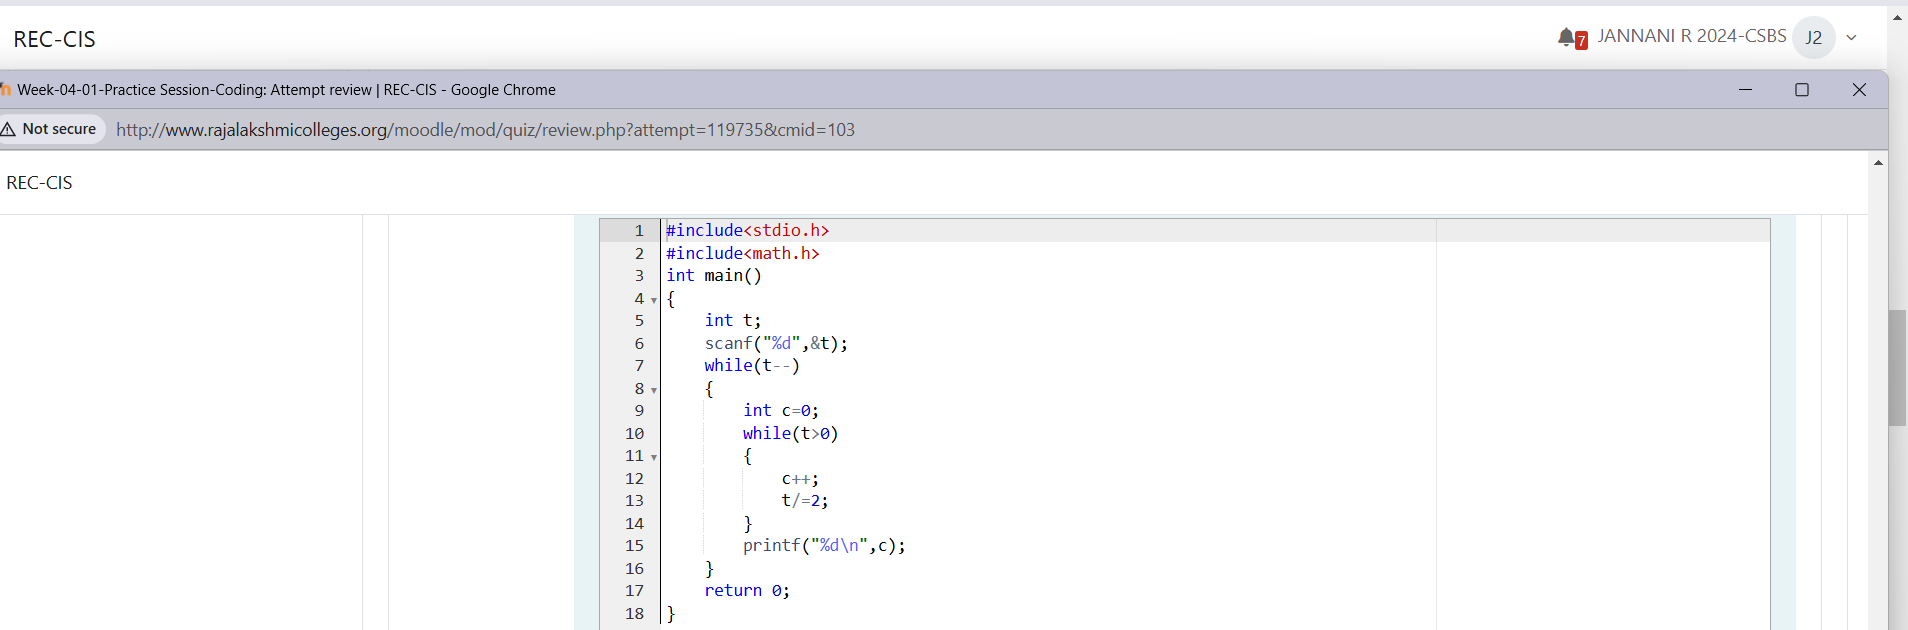 REC-CIS
7 JANNANI R 2024-CSBS J2
Week-04-01-Practice Session-Coding: Attempt review | REC-CIS - Google Chrome
Not secure http://www.rajalakshmicolleges.org/moodle/mod/quiz/review.php?attempt=119735&cmid=103
REC-CIS
1 #include<stdio.h>
2 #include<math.h>
3 int main()
4 {
5     int t;
6     scanf("%d",&t);
7     while(t--)
8     {
9         int c=0;
10         while(t>0)
11         {
12             c++;
13             t/=2;
14         }
15         printf("%d\n",c);
16     }
17     return 0;
18 }